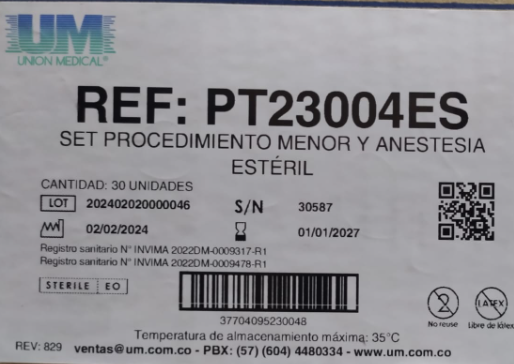 UM
UNION MEDICAL®
REF: PT23004ES
SET PROCEDIMIENTO MENOR Y ANESTESIA
ESTÉRIL
CANTIDAD: 30 UNIDADES
LOT 202402020000046 S/N 30587
02/02/2024 01/01/2027
Registro sanitario N° INVIMA 2022DM-0009317-R1
Registro sanitario N° INVIMA 2022DM-0009478-R1
STERILE EO
37704095230048
2 LATEX
No reuse Libre de látex
Temperatura de almacenamiento máxima: 35°C
REV: 829 ventas@um.com.co - PBX: (57) (604) 4480334 - www.um.com.co